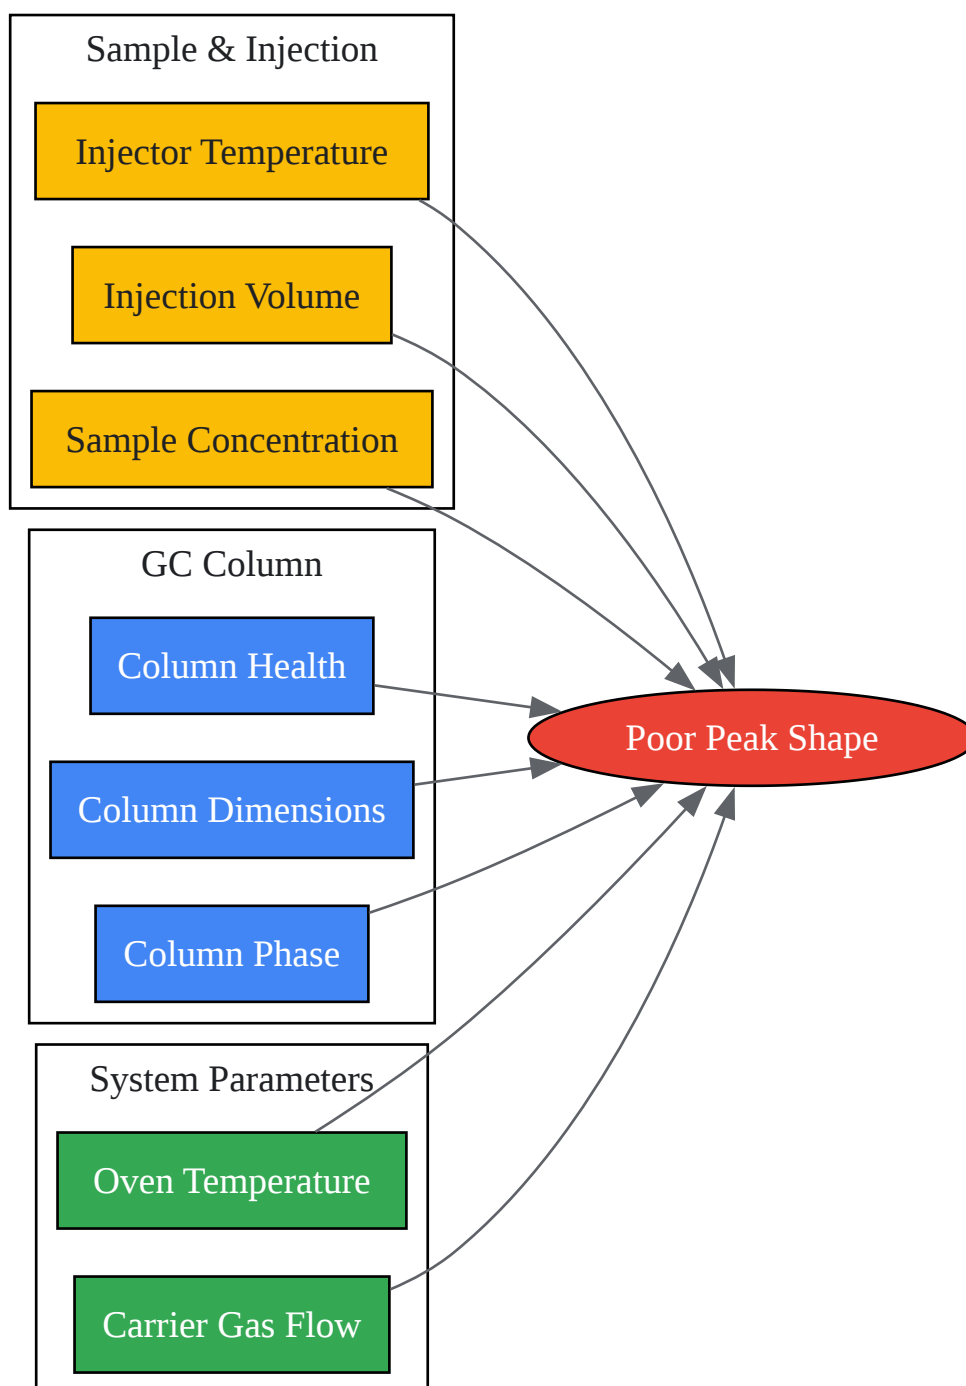 Sample & Injection
Injector Temperature
Injection Volume
Sample Concentration
GC Column
Column Health
Column Dimensions
Column Phase
System Parameters
Oven Temperature
Carrier Gas Flow
Poor Peak Shape